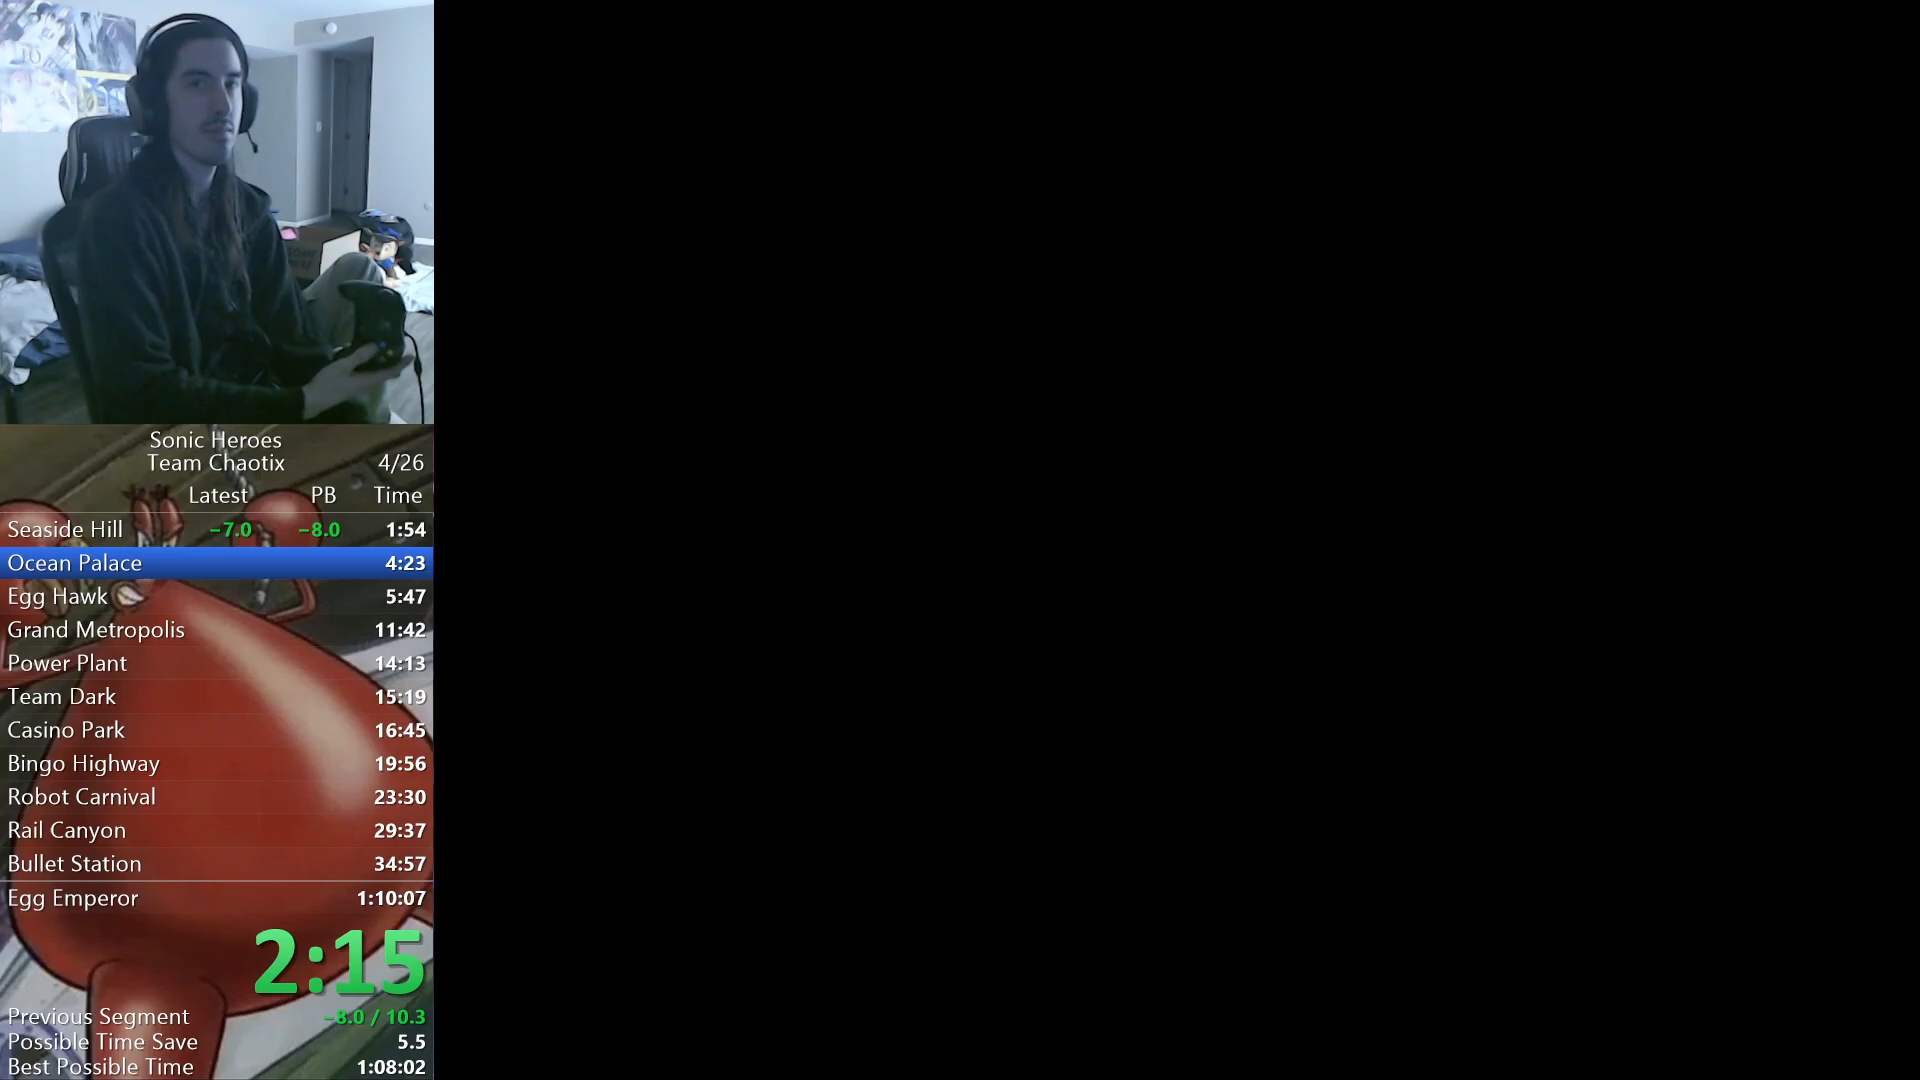 Sonic Heroes
Team Chaotix 4/26
Latest PB Time
Seaside Hill −7.0 −8.0 1:54
Ocean Palace 4:23
Egg Hawk 5:47
Grand Metropolis 11:42
Power Plant 14:13
Team Dark 15:19
Casino Park 16:45
Bingo Highway 19:56
Robot Carnival 23:30
Rail Canyon 29:37
Bullet Station 34:57
Egg Emperor 1:10:07
2:15
Previous Segment −8.0 / 10.3
Possible Time Save 5.5
Best Possible Time 1:08:02